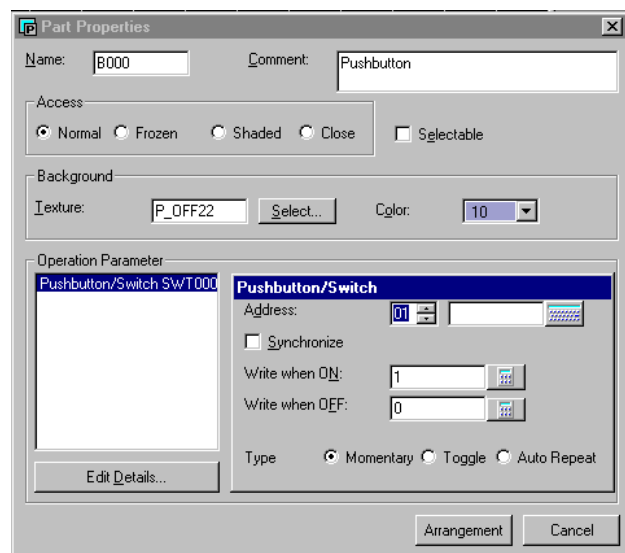 Part Properties
Name: B000 Comment: Pushbutton
Access
Normal Frozen Shaded Close Selectable
Background
Texture: P_OFF22 Select... Color: 10
Operation Parameter
Pushbutton/Switch SWT000
Pushbutton/Switch
Address: 01
Synchronize
Write when ON: 1
Write when OFF: 0
Type Momentary Toggle Auto Repeat
Edit Details...
Arrangement Cancel